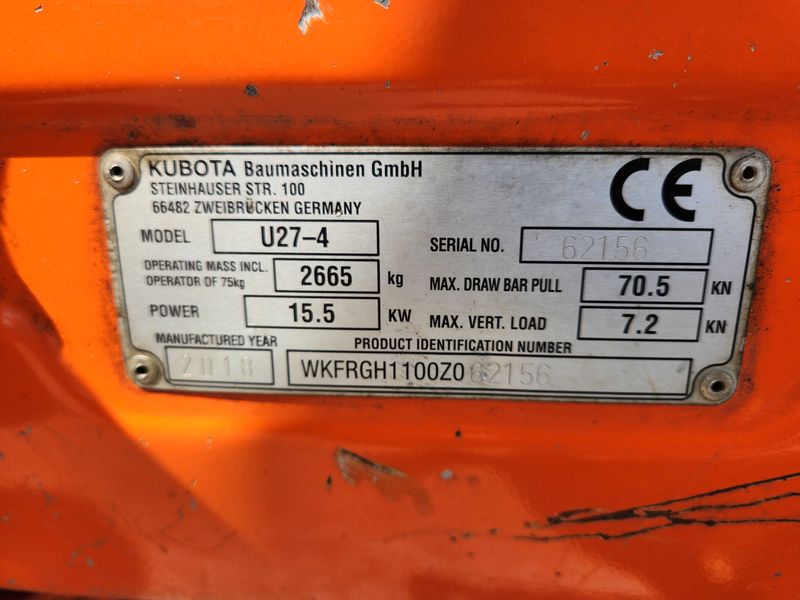 KUBOTA Baumaschinen GmbH
STEINHAUSER STR. 100
66482 ZWEIBRÜCKEN GERMANY
CE
MODEL U27-4
SERIAL NO. 62156
OPERATING MASS INCL. OPERATOR OF 75kg 2665 kg
MAX. DRAW BAR PULL 70.5 KN
POWER 15.5 KW
MAX. VERT. LOAD 7.2 KN
MANUFACTURED YEAR 2018
PRODUCT IDENTIFICATION NUMBER
WKFRGH1100Z062156